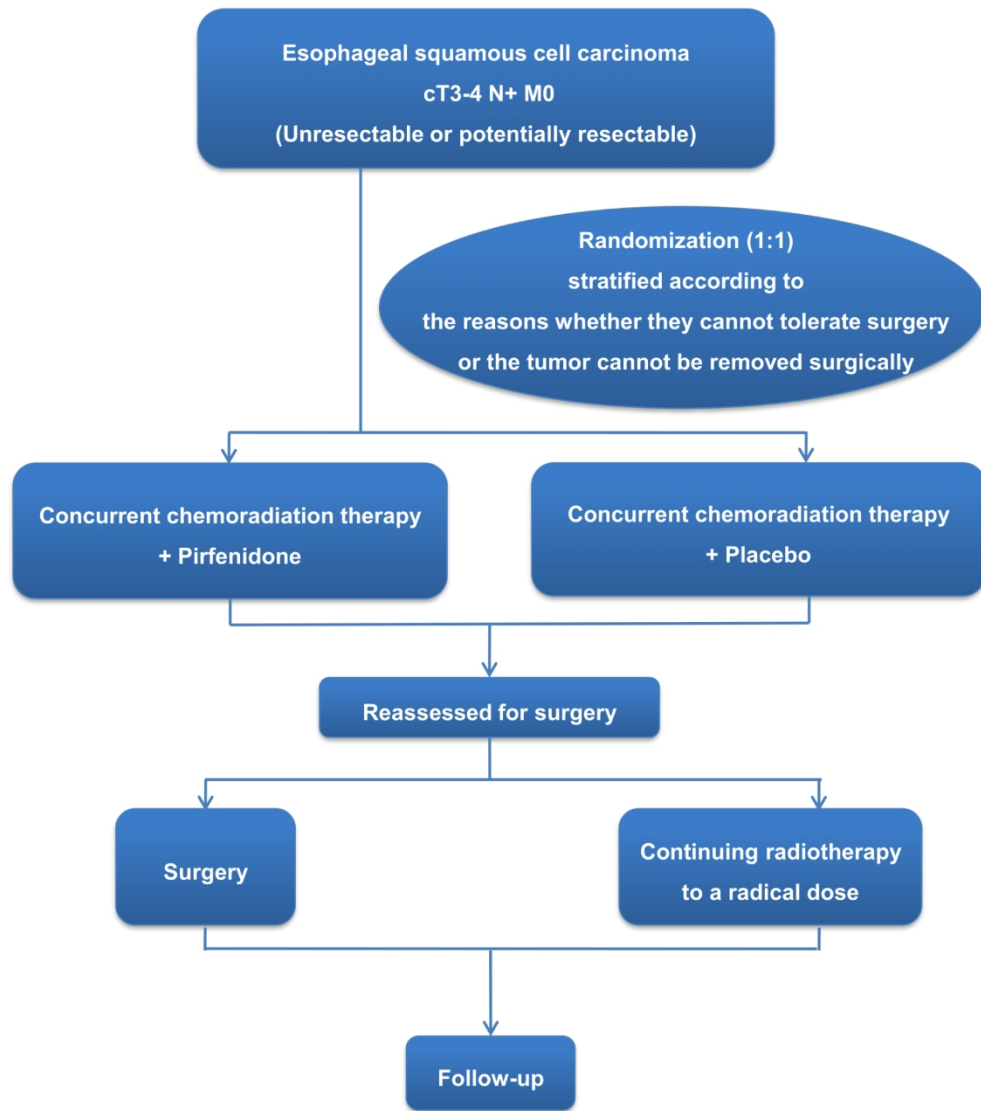 Esophageal squamous cell carcinoma
cT3-4 N+ M0
(Unresectable or potentially resectable)
Randomization (1:1)
stratified according to
the reasons whether they cannot tolerate surgery
or the tumor cannot be removed surgically
Concurrent chemoradiation therapy
+ Pirfenidone
Concurrent chemoradiation therapy
+ Placebo
Reassessed for surgery
Surgery
Continuing radiotherapy
to a radical dose
Follow-up